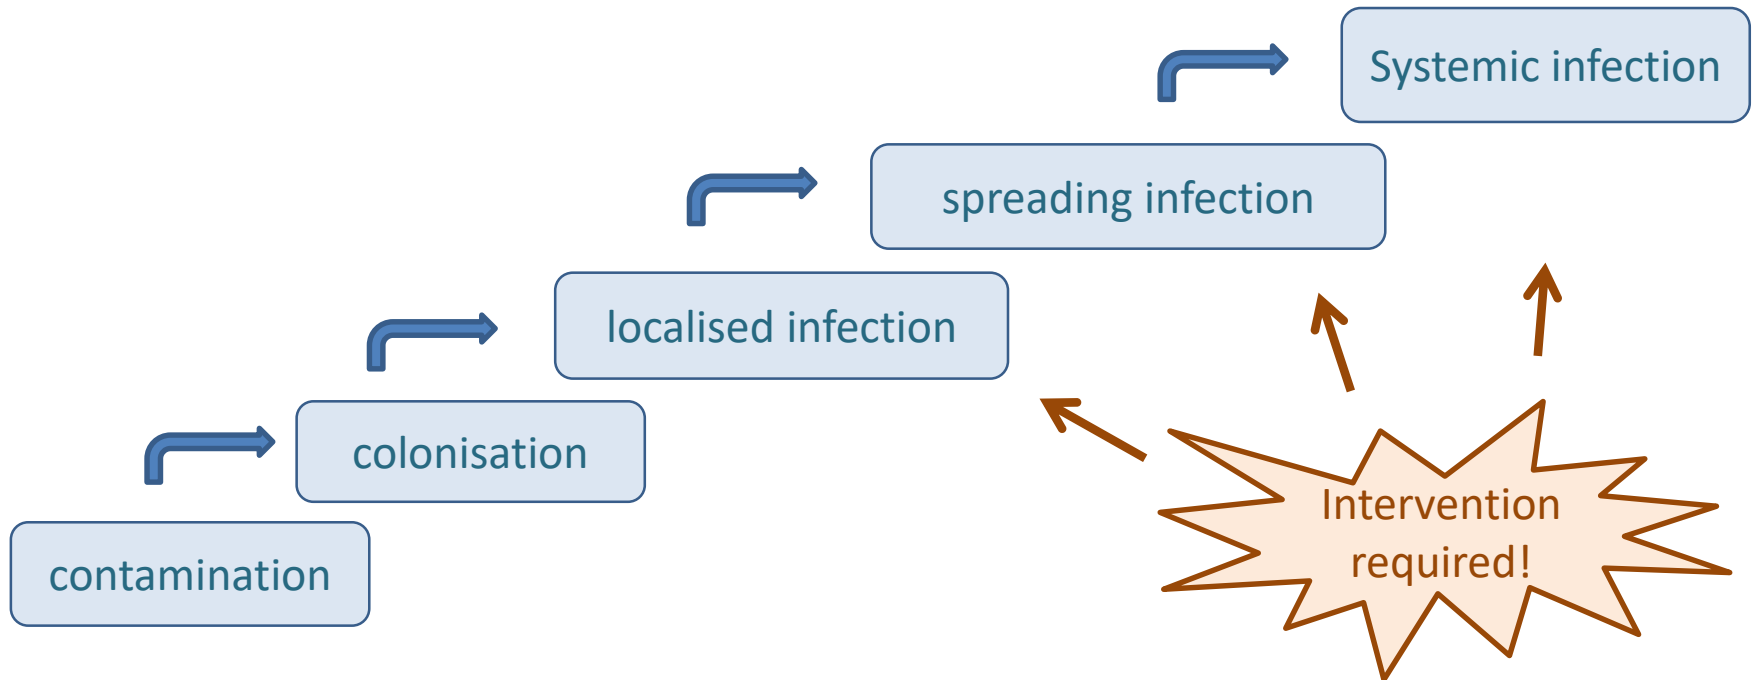 Systemic infection
spreading infection
localised infection
colonisation
contamination
Intervention
required!